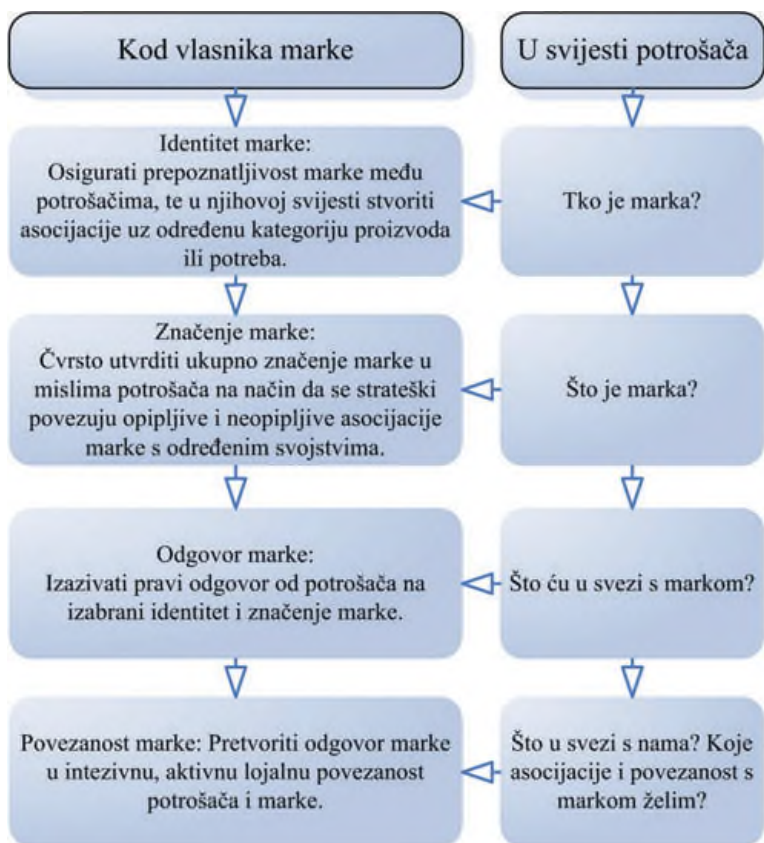 Kod vlasnika marke
U svijesti potrošača
Identitet marke:
Osigurati prepoznatljivost marke među
potrošačima, te u njihovoj svijesti stvoriti
asocijacije uz određenu kategoriju proizvoda
ili potreba.
Tko je marka?
Značenje marke:
Čvrsto utvrditi ukupno značenje marke u
mislima potrošača na način da se strateški
povezuju opipljive i neopipljive asocijacije
marke s određenim svojstvima.
Što je marka?
Odgovor marke:
Izazivati pravi odgovor od potrošača na
izabrani identitet i značenje marke.
Što ću u svezi s markom?
Povezanost marke: Pretvoriti odgovor marke
u intezivnu, aktivnu lojalnu povezanost
potrošača i marke.
Što u svezi s nama? Koje
asocijacije i povezanost s
markom želim?